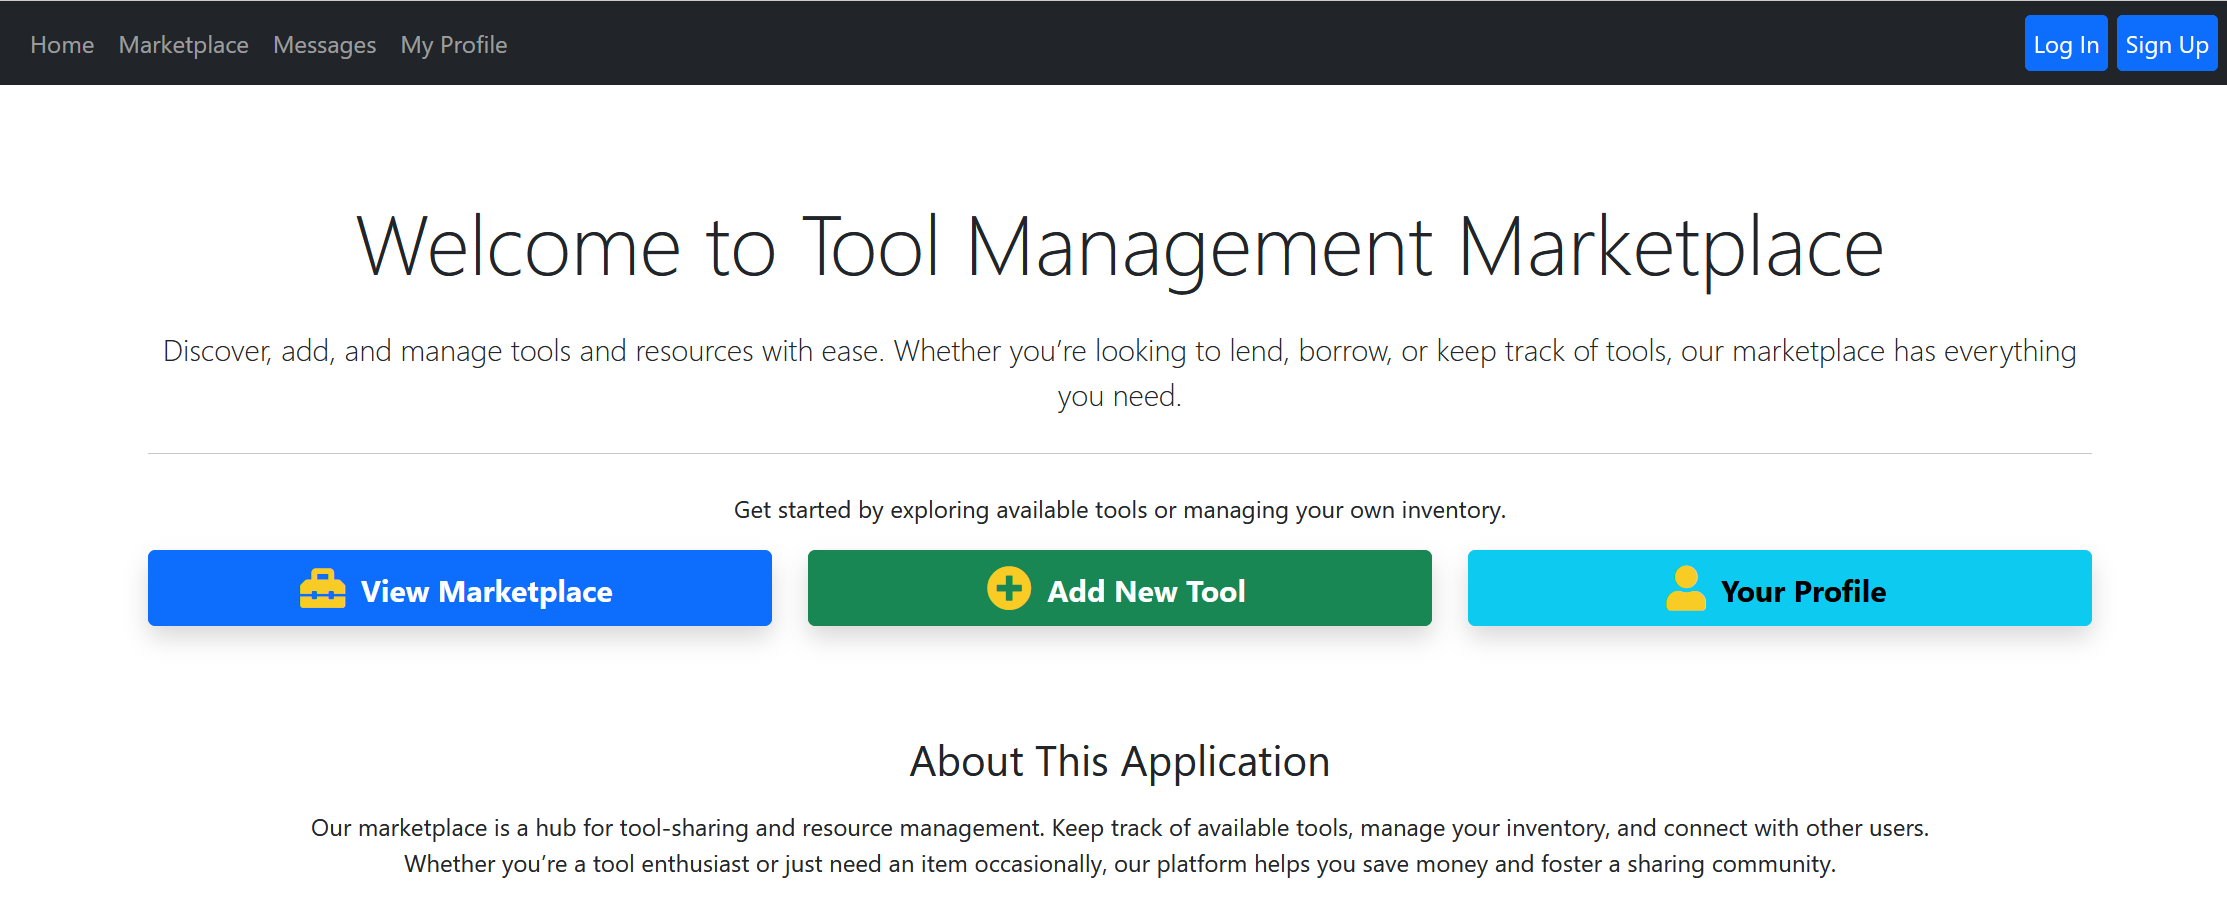 Home Marketplace Messages My Profile Log In Sign Up
Welcome to Tool Management Marketplace
Discover, add, and manage tools and resources with ease. Whether you’re looking to lend, borrow, or keep track of tools, our marketplace has everything
you need.
Get started by exploring available tools or managing your own inventory.
View Marketplace Add New Tool Your Profile
About This Application
Our marketplace is a hub for tool-sharing and resource management. Keep track of available tools, manage your inventory, and connect with other users.
Whether you’re a tool enthusiast or just need an item occasionally, our platform helps you save money and foster a sharing community.